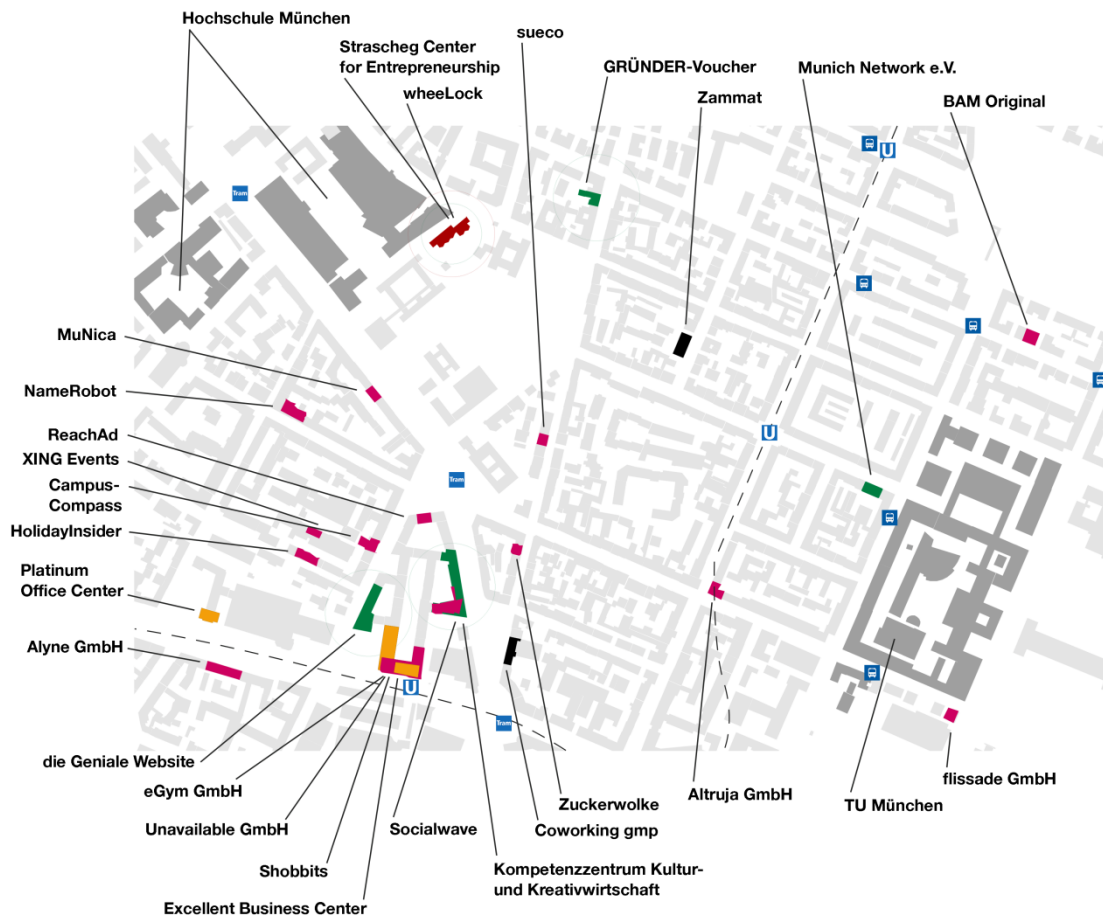 Hochschule München
sueco
Strascheg Center
for Entrepreneurship
wheeLock
GRÜNDER-Voucher
Munich Network e.V.
Zammat
BAM Original
U
Tram
MuNica
NameRobot
ReachAd
XING Events
Campus-
Compass
HolidayInsider
Platinum
Office Center
Alyne GmbH
U
Tram
U
Tram
die Geniale Website
eGym GmbH
Unavailable GmbH
Shobbits
Excellent Business Center
Socialwave
Zuckerwolke
Coworking gmp
Kompetenzzentrum Kultur-
und Kreativwirtschaft
Altruja GmbH
TU München
flissade GmbH